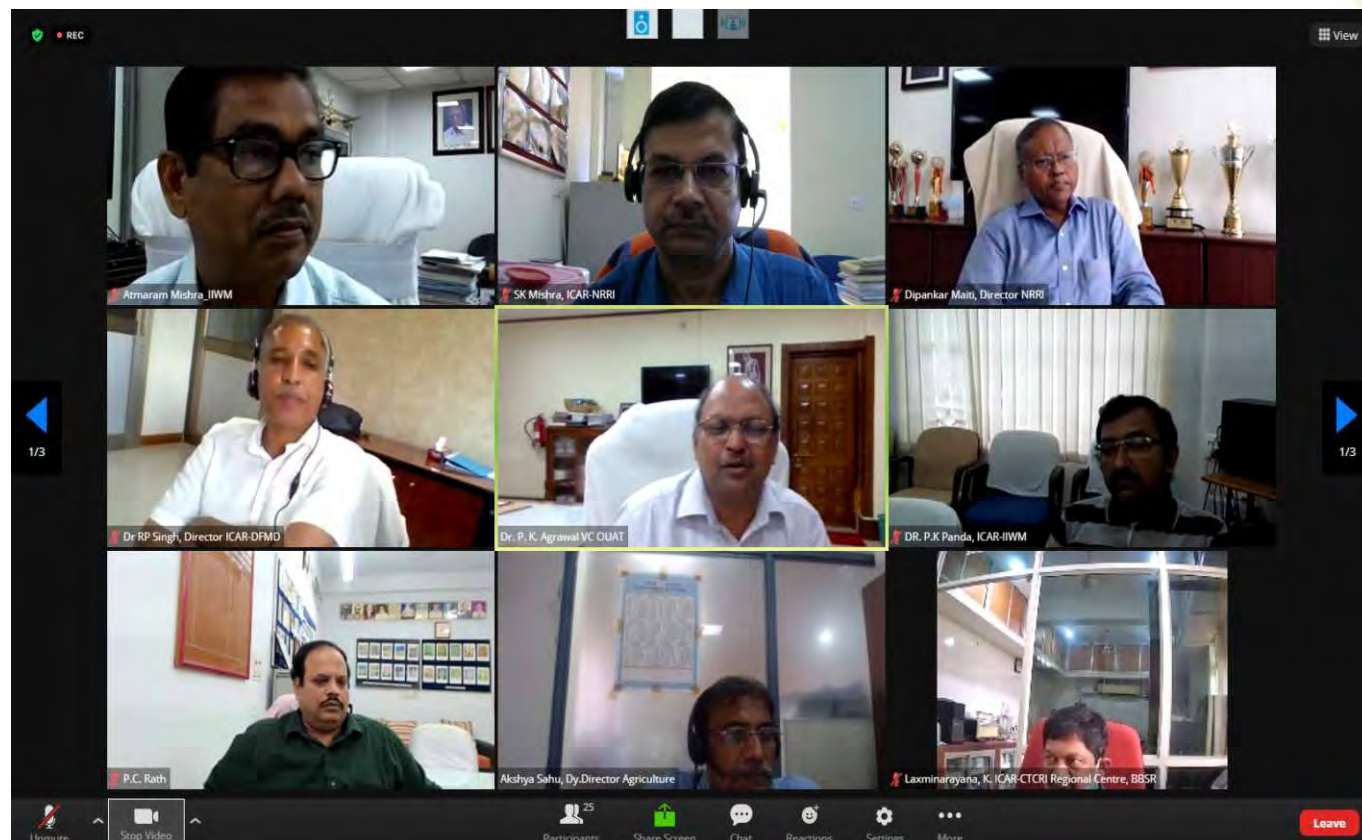 REC
View
Atmaram Mishra_IIWM
SK Mishra, ICAR-NRRI
Dipankar Maiti, Director NRRI
1/3
1/3
Dr RP Singh, Director ICAR-DFMD
Dr. P. K. Agrawal VC OUAT
DR. P.K Panda, ICAR-IIWM
P.C. Rath
Akshya Sahu, Dy.Director Agriculture
Laxminarayana, K. ICAR-CTCRI Regional Centre, BBSR
25
Unmute
Stop Video
Participants
Share Screen
Chat
Reactions
Settings
More
Leave